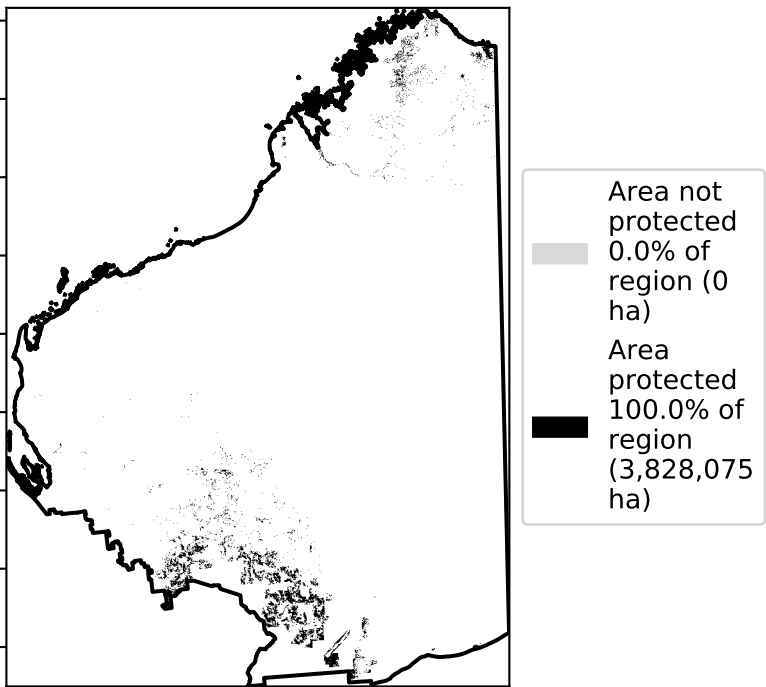 Area not
protected
0.0% of
region (0
ha)
Area
protected
100.0% of
region
(3,828,075
ha)